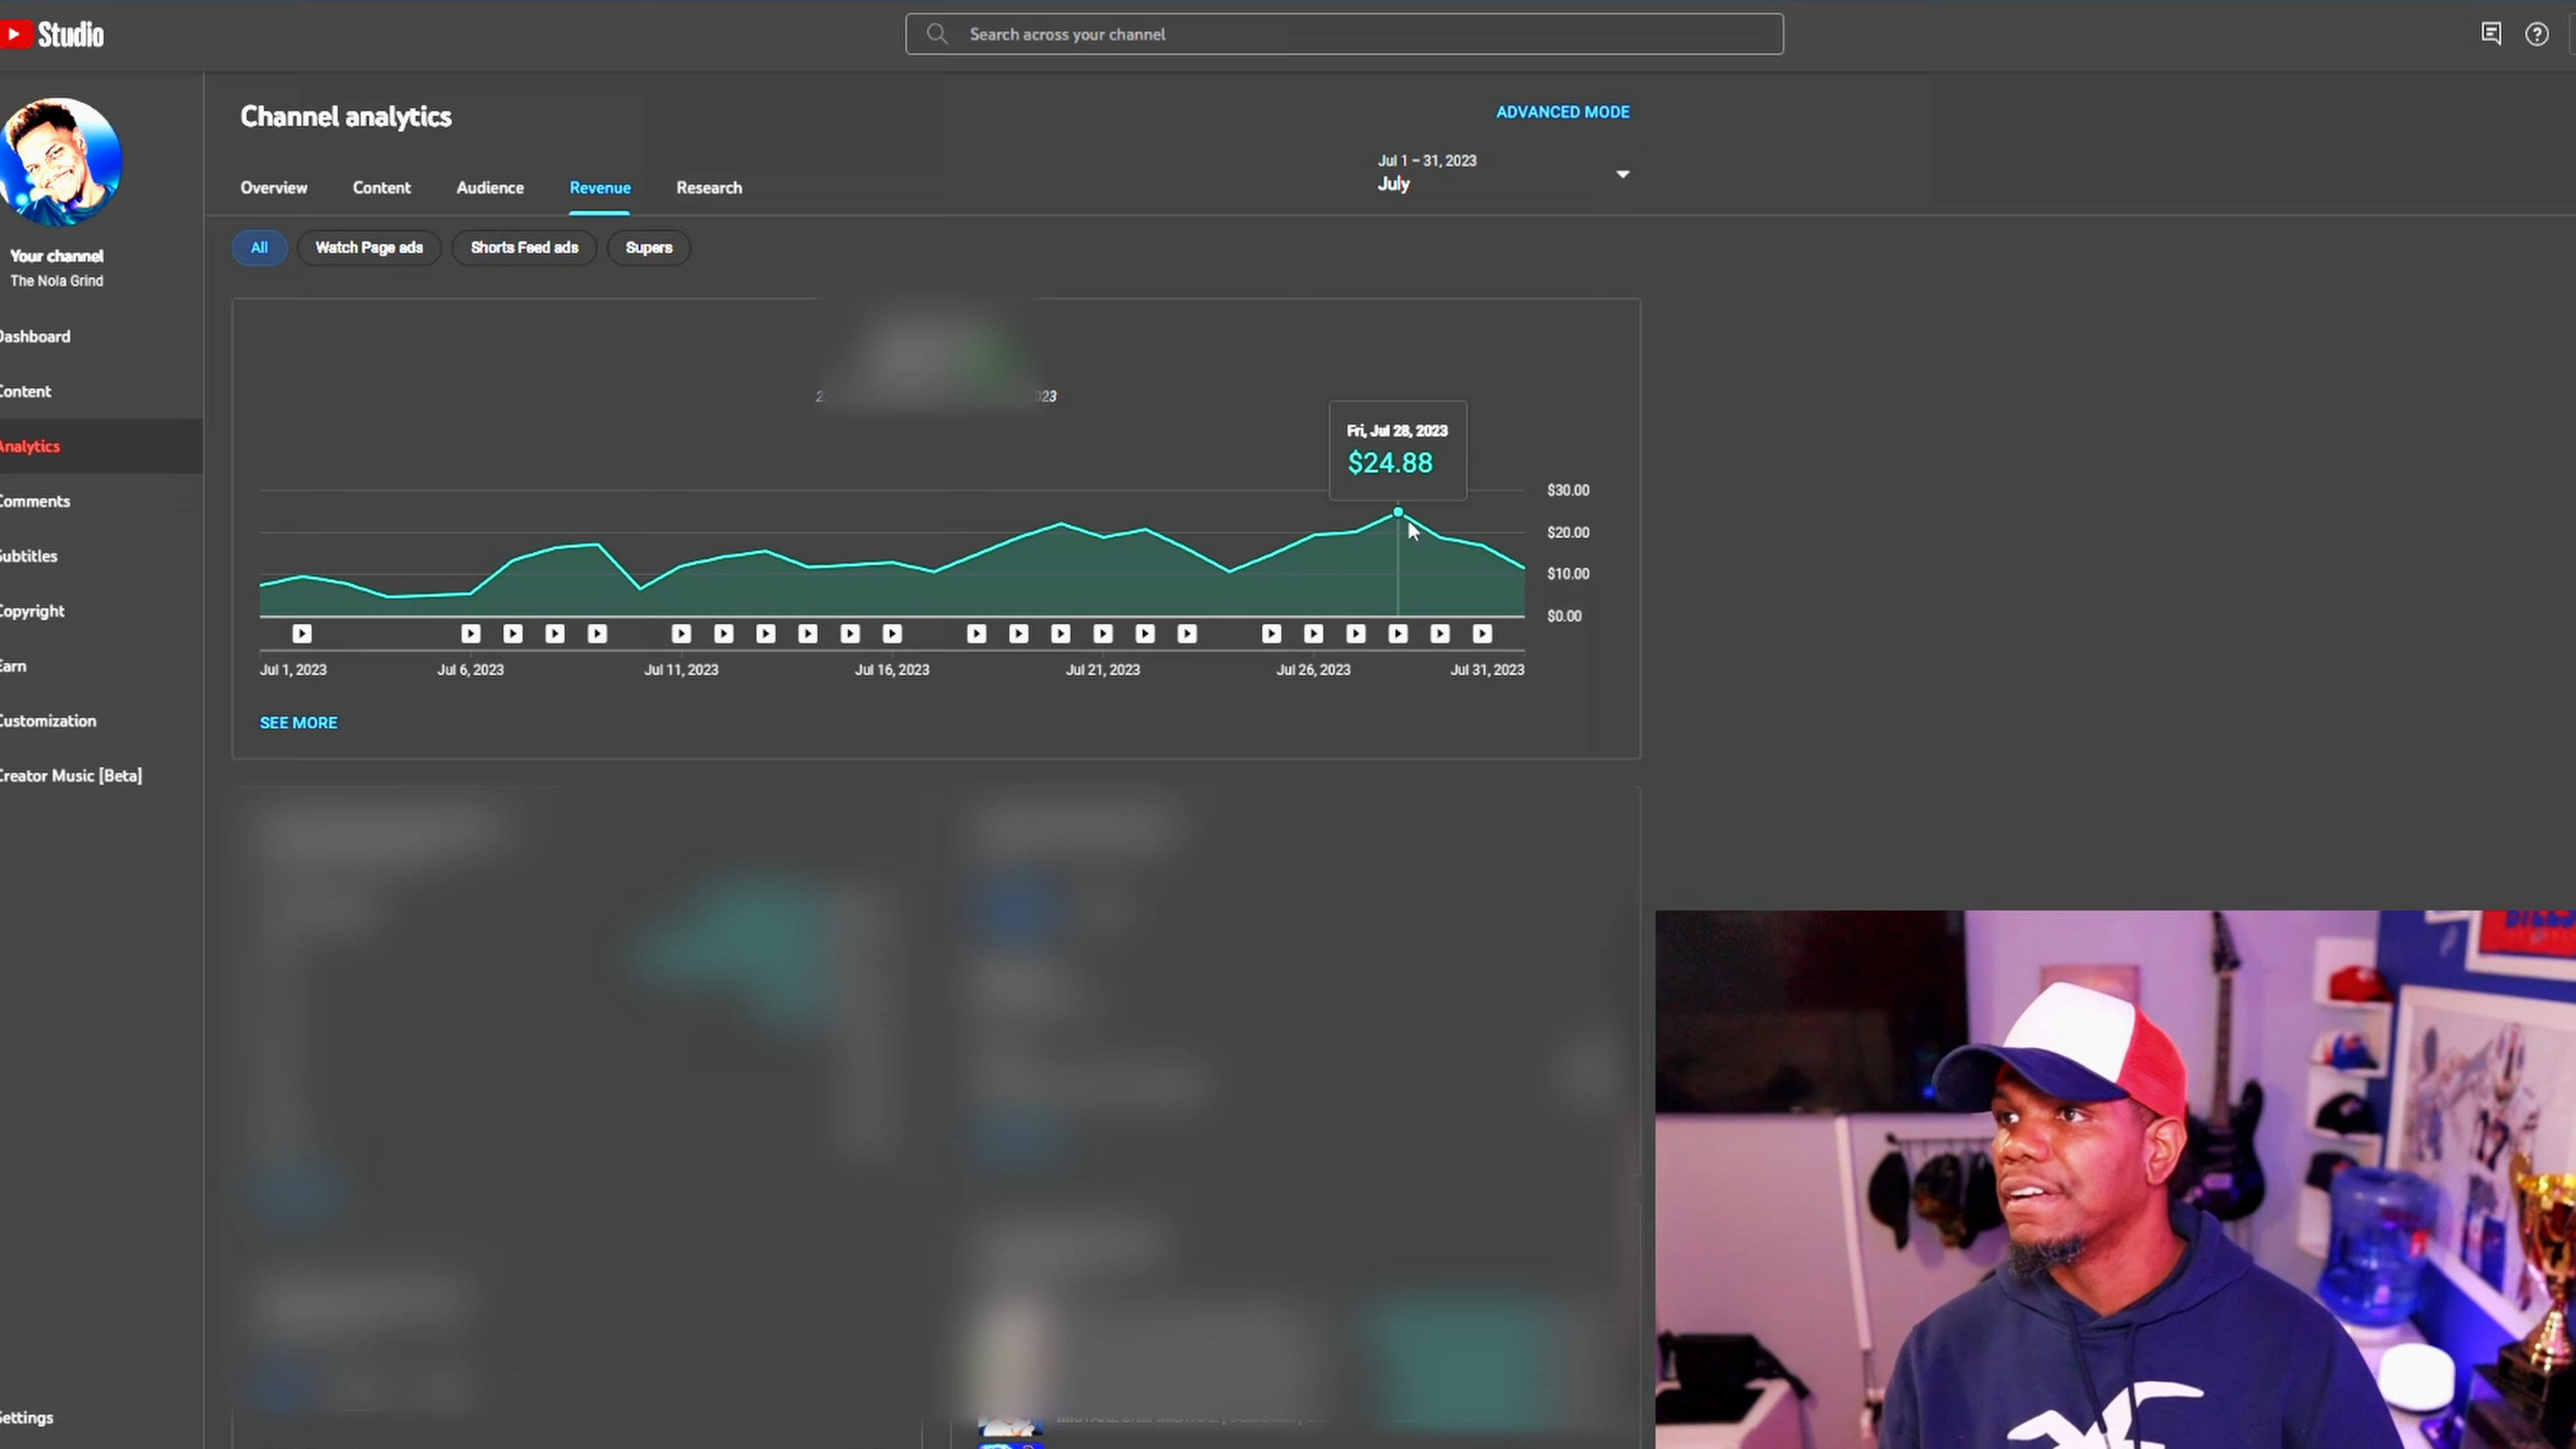 Studio
Search across your channel
Channel analytics
ADVANCED MODE
Jul 1 – 31, 2023
July
Overview
Content
Audience
Revenue
Research
All
Watch Page ads
Shorts Feed ads
Supers
Your channel
The Nola Grind
Dashboard
Content
Analytics
Comments
Subtitles
Copyright
Earn
Customization
Creator Music [Beta]
Settings
Fri, Jul 28, 2023
$24.88
$30.00
$20.00
$10.00
$0.00
Jul 1, 2023
Jul 6, 2023
Jul 11, 2023
Jul 16, 2023
Jul 21, 2023
Jul 26, 2023
Jul 31, 2023
SEE MORE